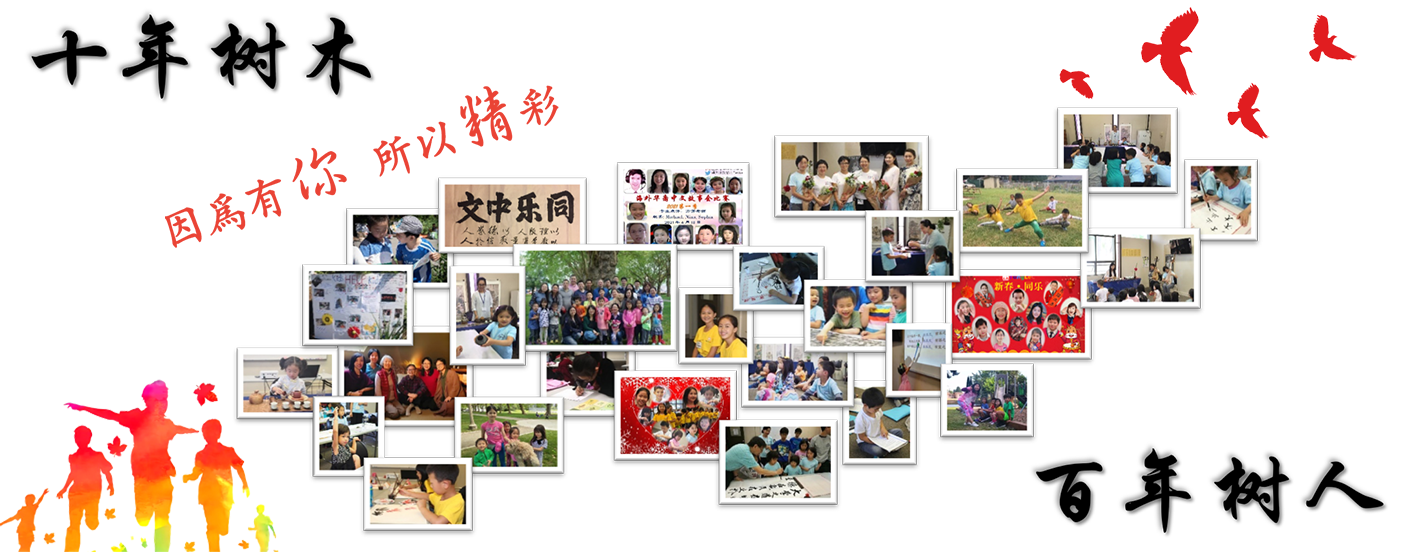 十年树木
因為有你 所以精彩
文中乐同
海外华裔中文故事会比赛
新春·同乐
百年树人